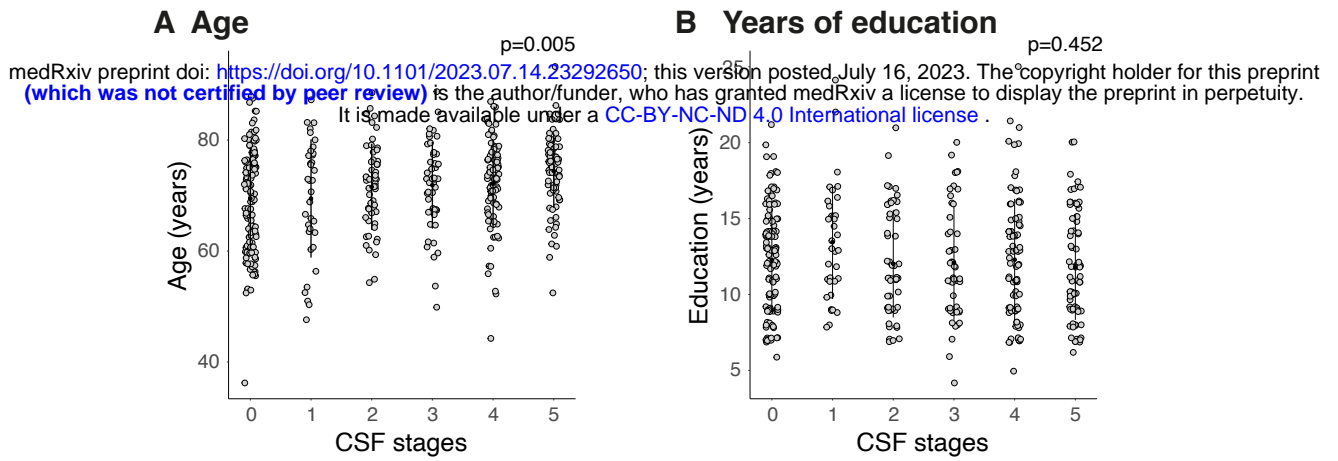 A Age
B Years of education
p=0.005
p=0.452
medRxiv preprint doi: https://doi.org/10.1101/2023.07.14.23292650; this version posted July 16, 2023. The copyright holder for this preprint
(which was not certified by peer review) is the author/funder, who has granted medRxiv a license to display the preprint in perpetuity.
It is made available under a CC-BY-NC-ND 4.0 International license .
Age (years)
80
60
40
0 1 2 3 4 5
CSF stages
Education (years)
25
20
15
10
5
0 1 2 3 4 5
CSF stages